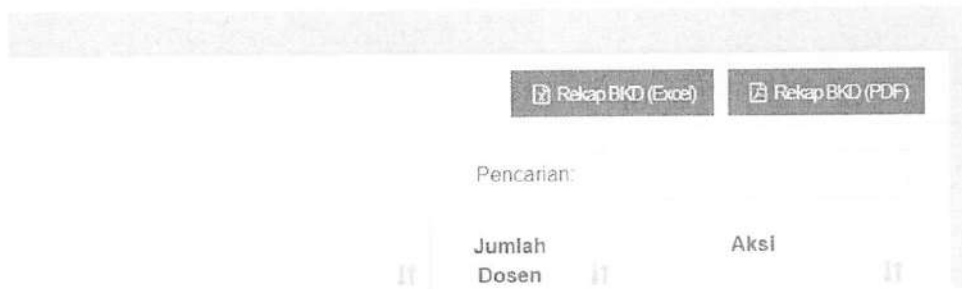 Rekap BKD (Excel) Rekap BKD (PDF)
Pencarian:
Jumlah Aksi
Dosen